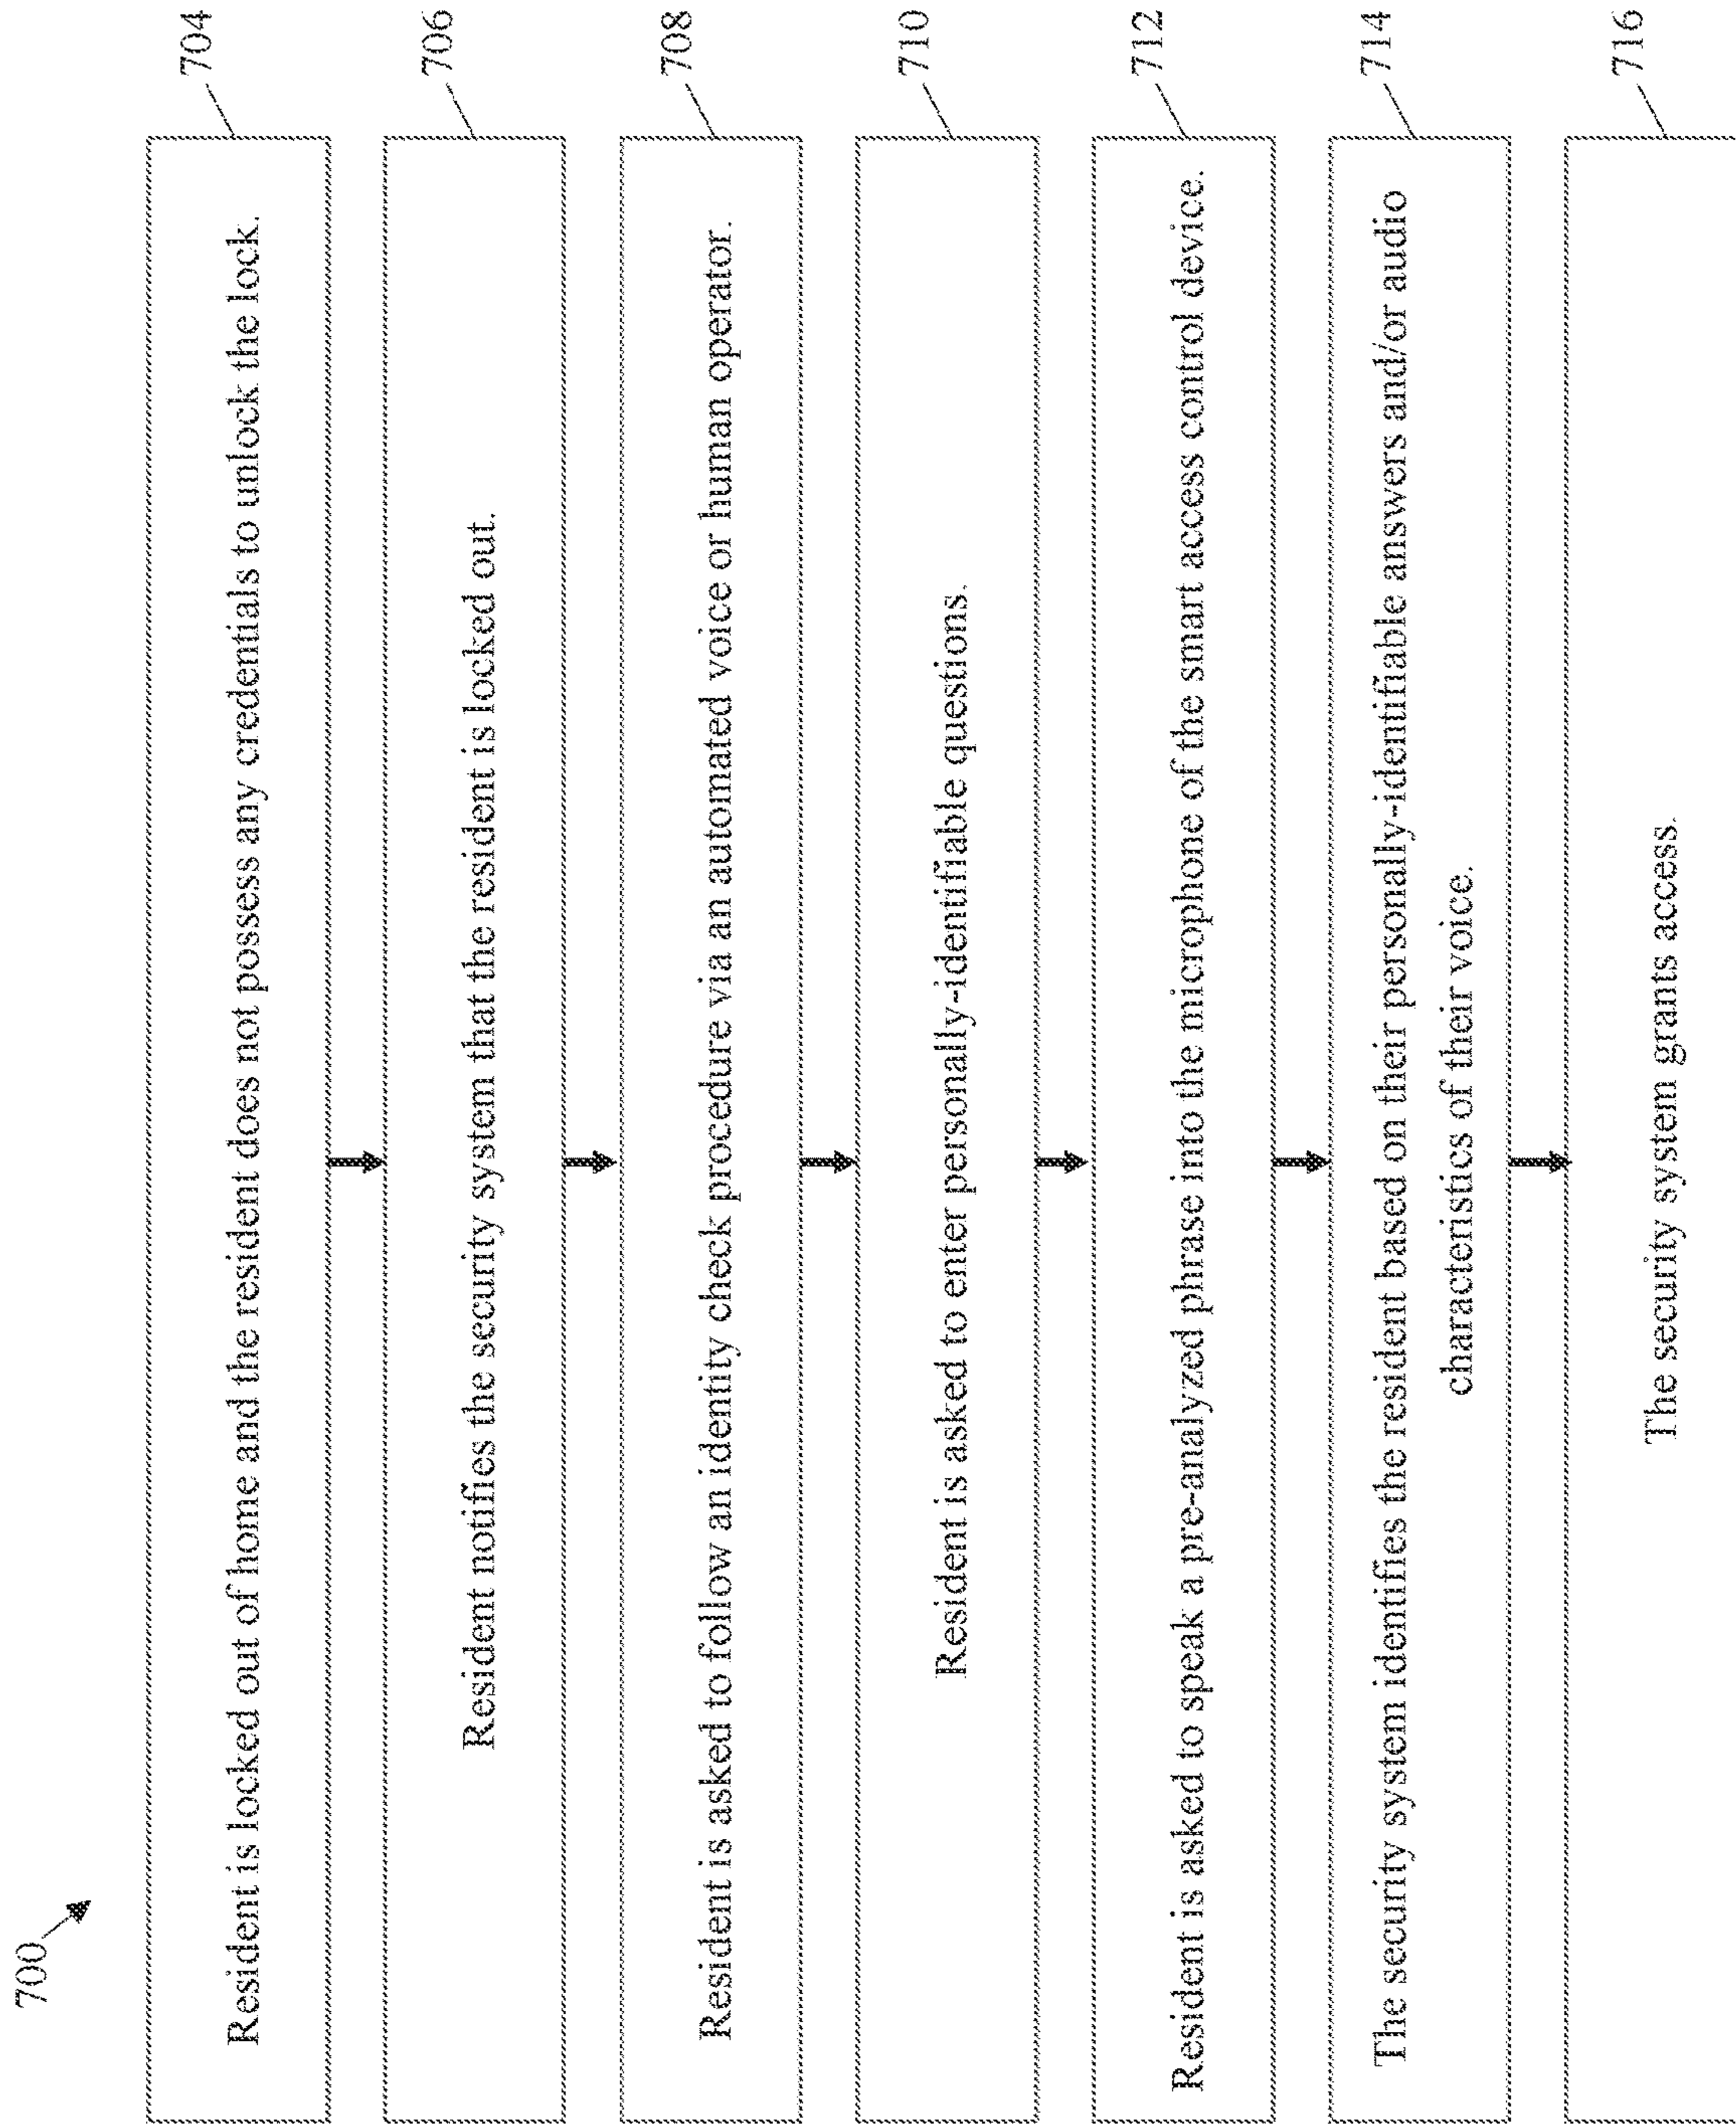 700
Resident is locked out of home and the resident does not possess any credentials to unlock the lock.
704
Resident notifies the security system that the resident is locked out.
706
Resident is asked to follow an identity check procedure via an automated voice or human operator.
708
Resident is asked to enter personally-identifiable questions.
710
Resident is asked to speak a pre-analyzed phrase into the microphone of the smart access control device.
712
The security system identifies the resident based on their personally-identifiable answers and/or audio
characteristics of their voice.
714
The security system grants access.
716